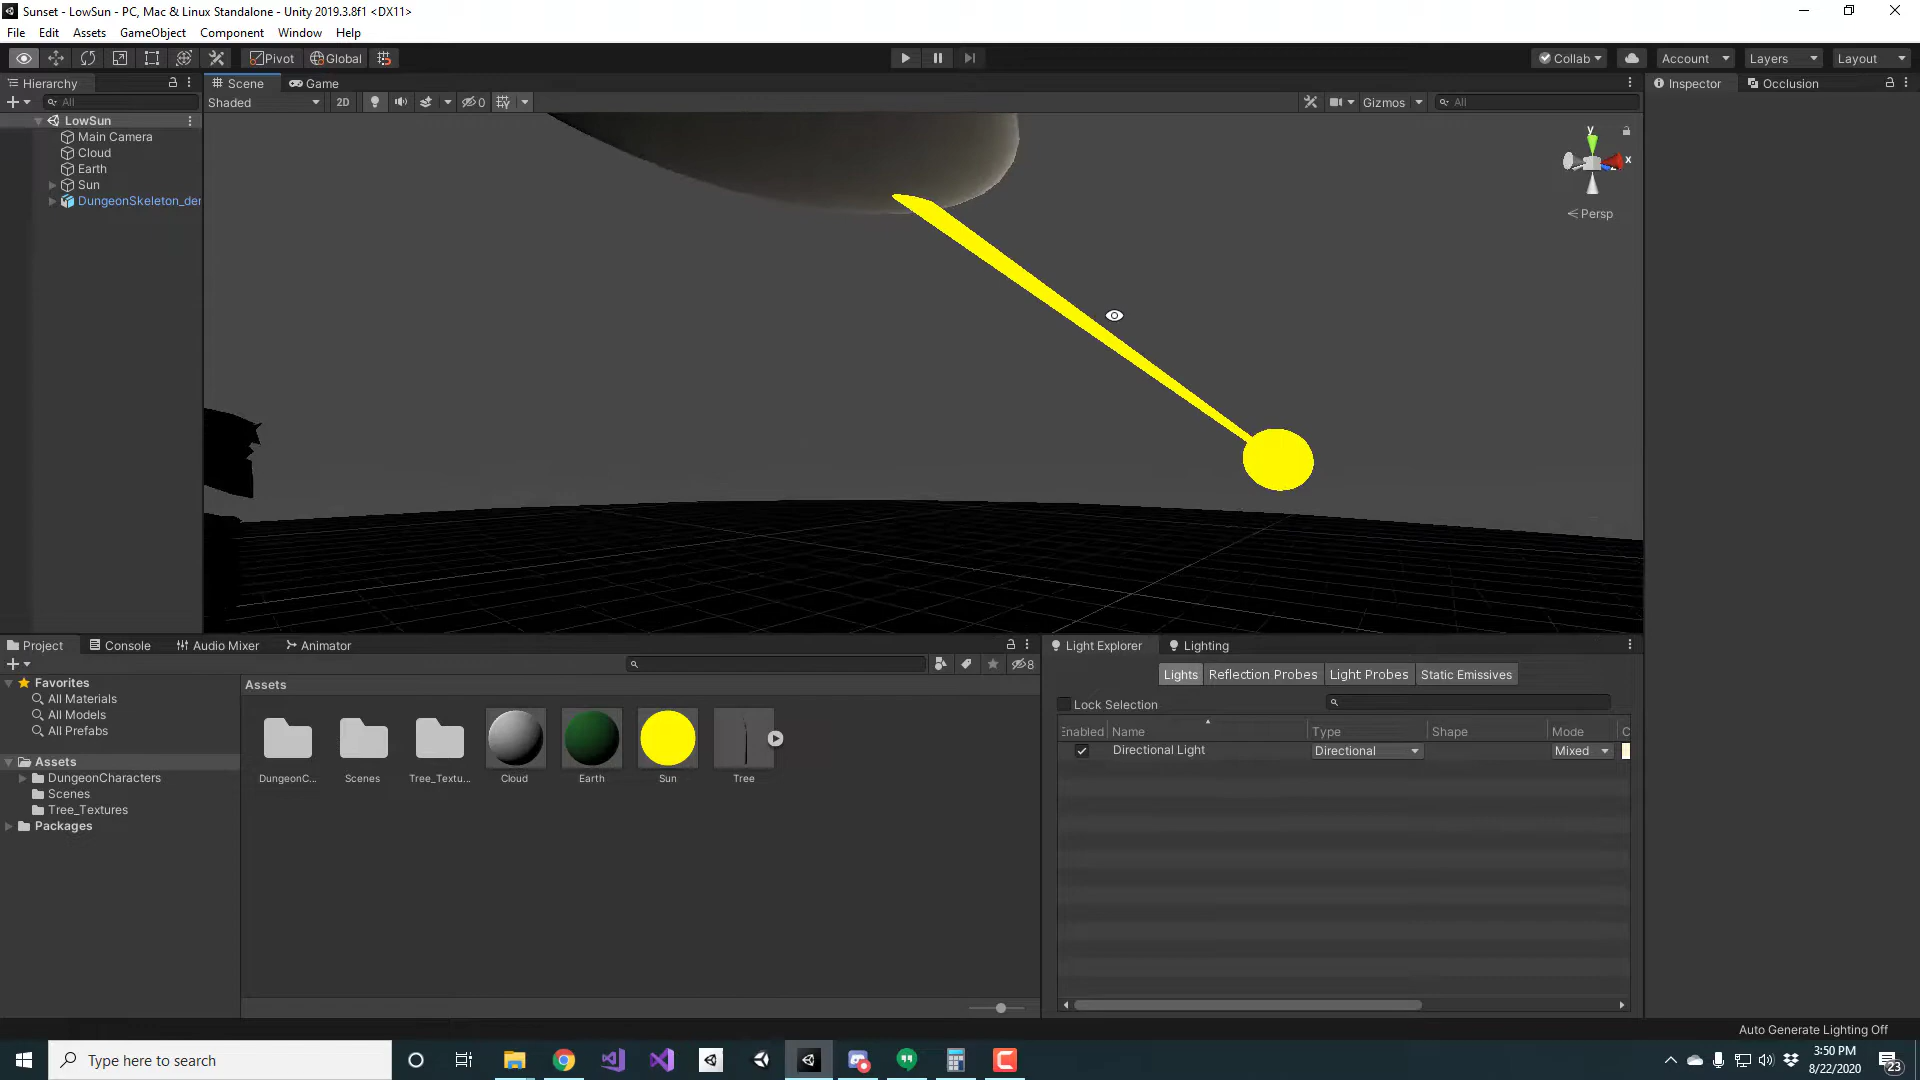 Sunset - LowSun - PC, Mac & Linux Standalone - Unity 2019.3.8f1 <DX11>
File Edit Assets GameObject Component Window Help
Pivot Global Collab Account Layers Layout
Hierarchy Scene Game Inspector Occlusion
All Shaded 2D 0 Gizmos All
LowSun
Main Camera
Cloud
Earth
Sun
DungeonSkeleton_der
y
x
Persp
Project Console Audio Mixer Animator
8
Favorites
All Materials
All Models
All Prefabs
Assets
DungeonCharacters
Scenes
Tree_Textures
Packages
Assets
DungeonC... Scenes Tree_Textu... Cloud Earth Sun Tree
Light Explorer Lighting
Lights Reflection Probes Light Probes Static Emissives
Lock Selection
Enabled Name Type Shape Mode C
Directional Light Directional Mixed
Auto Generate Lighting Off
Type here to search
3:50 PM
8/22/2020
23